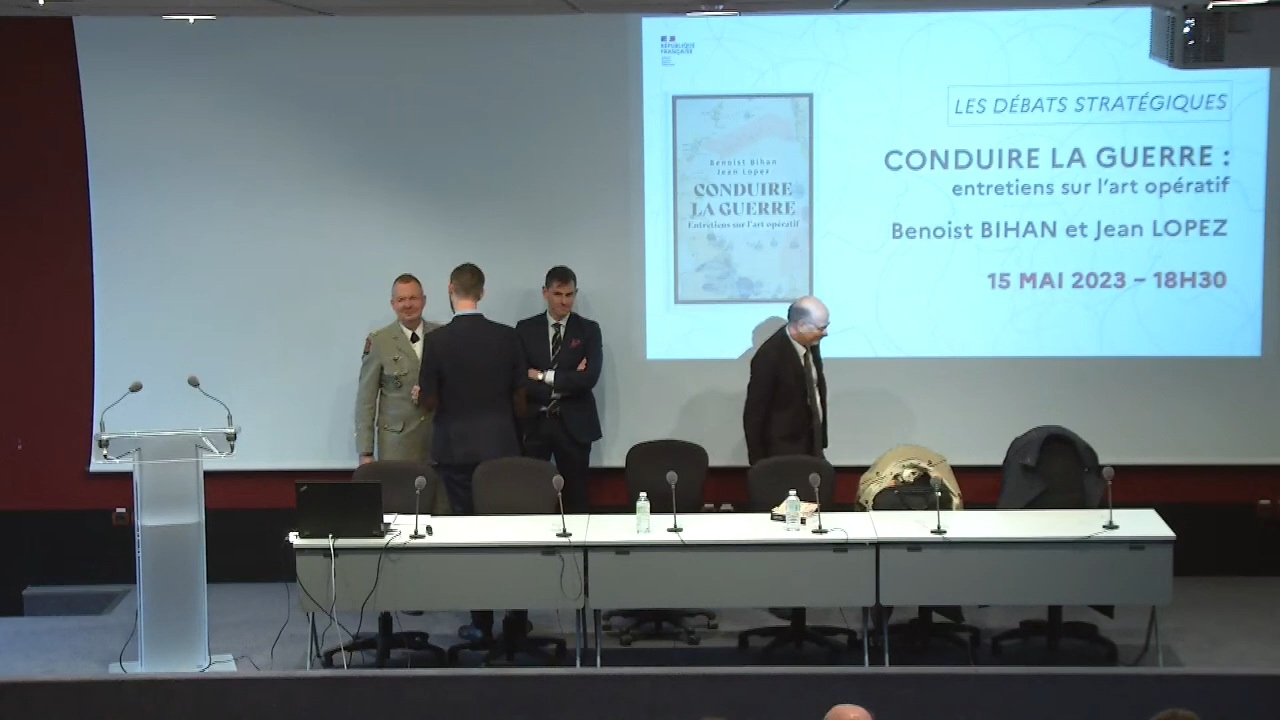 RÉPUBLIQUE
FRANÇAISE
LES DÉBATS STRATÉGIQUES
CONDUIRE LA GUERRE :
entretiens sur l'art opératif
Benoist BIHAN et Jean LOPEZ
15 MAI 2023 – 18H30
Benoist Bihan
Jean Lopez
CONDUIRE
LA GUERRE
Entretiens sur l'art opératif